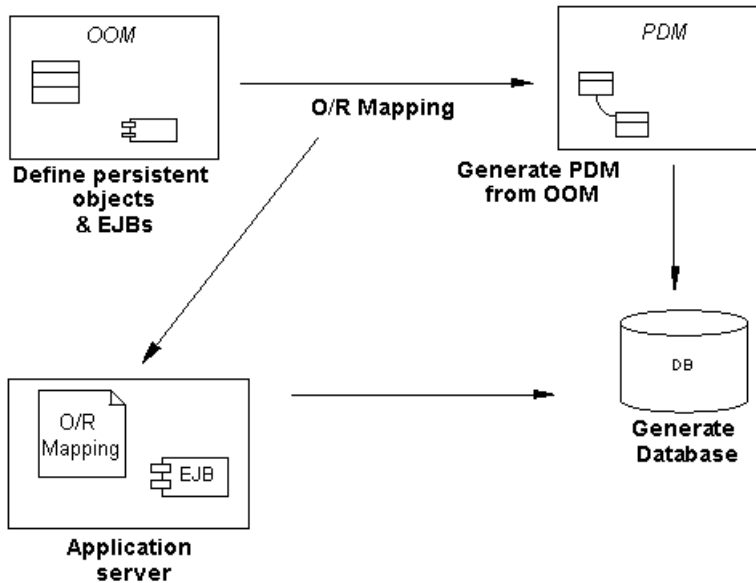 OOM
PDM
O/R Mapping
Define persistent
objects
& EJBs
Generate PDM
from OOM
DB
O/R
Mapping
EJB
Generate
Database
Application
server